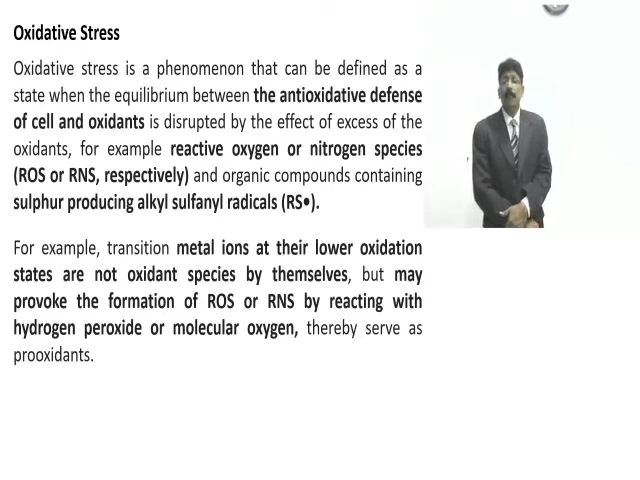 Oxidative Stress
Oxidative stress is a phenomenon that can be defined as a
state when the equilibrium between the antioxidative defense
of cell and oxidants is disrupted by the effect of excess of the
oxidants, for example reactive oxygen or nitrogen species
(ROS or RNS, respectively) and organic compounds containing
sulphur producing alkyl sulfanyl radicals (RS•).
For example, transition metal ions at their lower oxidation
states are not oxidant species by themselves, but may
provoke the formation of ROS or RNS by reacting with
hydrogen peroxide or molecular oxygen, thereby serve as
prooxidants.